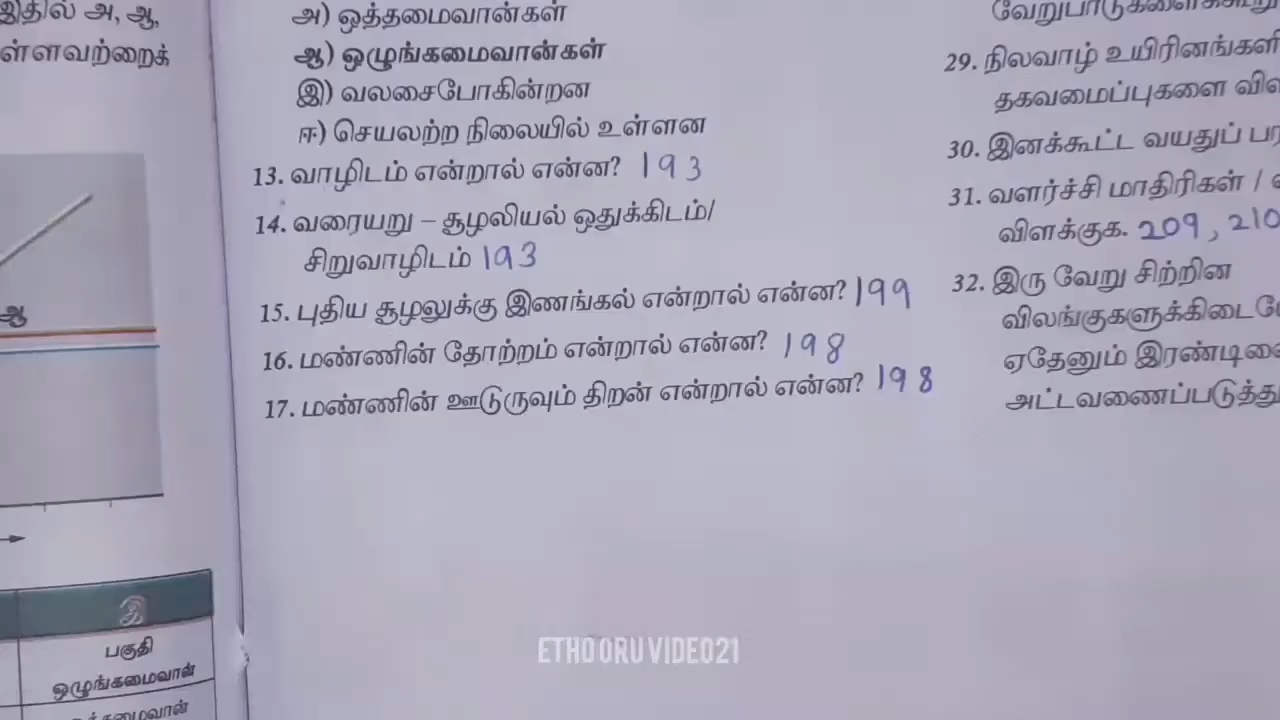 இதில் அ, ஆ,
ள்ளவற்றைக்
ஆ
இ
பகுதி
ஒழுங்கமைவான்
அ) ஒத்தமைவான்கள்
ஆ) ஒழுங்கமைவான்கள்
இ) வலசைபோகின்றன
ஈ) செயலற்ற நிலையில் உள்ளன
13. வாழிடம் என்றால் என்ன? 193
14. வரையறு – சூழலியல் ஒதுக்கிடம்/
சிறுவாழிடம் 193
15. புதிய சூழலுக்கு இணங்கல் என்றால் என்ன? 199
16. மண்ணின் தோற்றம் என்றால் என்ன? 198
17. மண்ணின் ஊடுருவும் திறன் என்றால் என்ன? 198
29. நிலவாழ் உயிரினங்களி
தகவமைப்புகளை
30. இனக்கூட்ட வயதுப்
31. வளர்ச்சி மாதிரிகள் /
விளக்குக. 209, 210
32. இரு வேறு சிற்றின
விலங்குகளுக்கிடையே
ஏதேனும்
அட்டவணைப்படுத்து
ETHO ORU VIDEO21